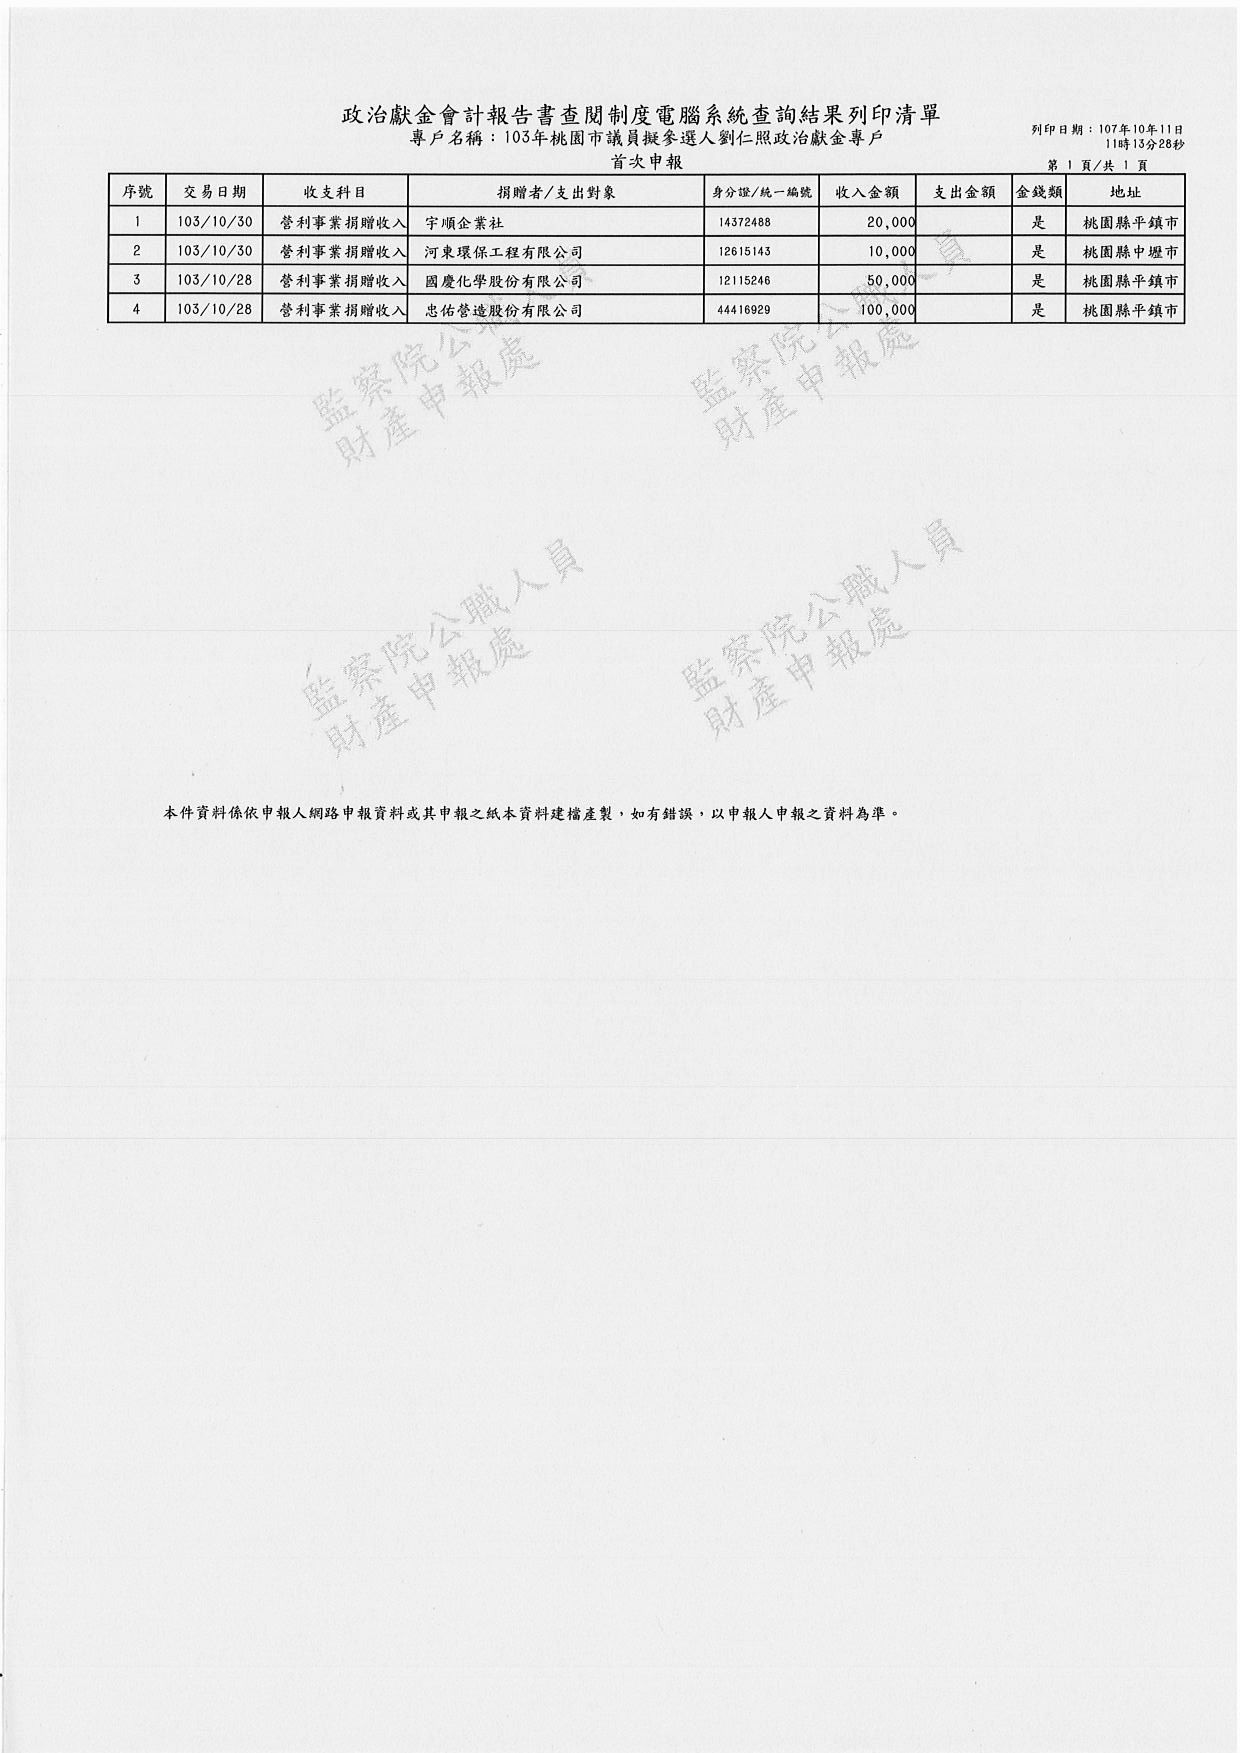 政治獻金會計報告書查閱制度電腦系統查詢結果列印清單
專戶名稱：103年桃園市議員擬參選人劉仁照政治獻金專戶
列印日期：107年10月11日
11時13分28秒
首次申報
第 1 頁/共 1 頁
序號 交易日期 收支科目 捐贈者/支出對象 身分證/統一編號 收入金額 支出金額 金錢類 地址
1 103/10/30 營利事業捐贈收入 宇順企業社 14372488 20,000 是 桃園縣平鎮市
2 103/10/30 營利事業捐贈收入 河東環保工程有限公司 12615143 10,000 是 桃園縣中壢市
3 103/10/28 營利事業捐贈收入 國慶化學股份有限公司 12115246 50,000 是 桃園縣平鎮市
4 103/10/28 營利事業捐贈收入 忠佑營造股份有限公司 44416929 100,000 是 桃園縣平鎮市
監察院公職人員
財產申報處
監察院公職人員
財產申報處
監察院公職人員
財產申報處
監察院公職人員
財產申報處
本件資料係依申報人網路申報資料或其申報之紙本資料建檔產製，如有錯誤，以申報人申報之資料為準。